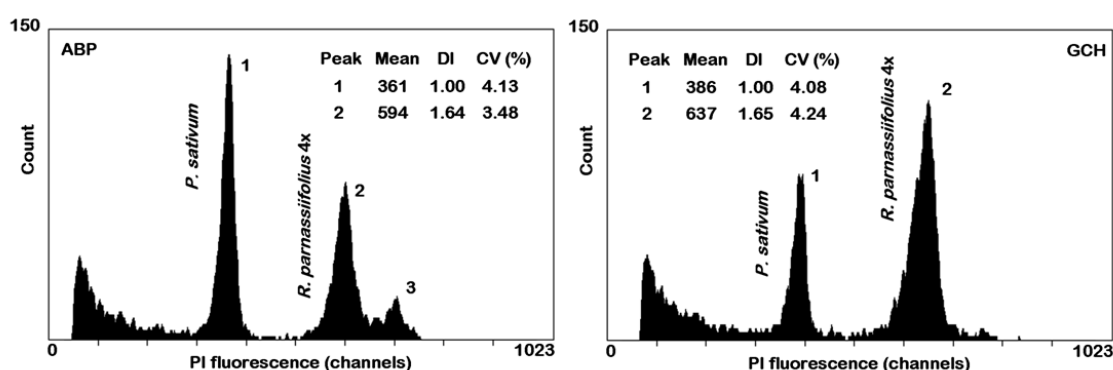 150
ABP
Peak Mean DI CV (%)
1 361 1.00 4.13
2 594 1.64 3.48
1
P. sativum
R. parnassiifolius 4x
2
3
Count
0
1023
PI fluorescence (channels)
150
GCH
Peak Mean DI CV (%)
1 386 1.00 4.08
2 637 1.65 4.24
R. parnassiifolius 4x
2
P. sativum
1
Count
0
1023
PI fluorescence (channels)